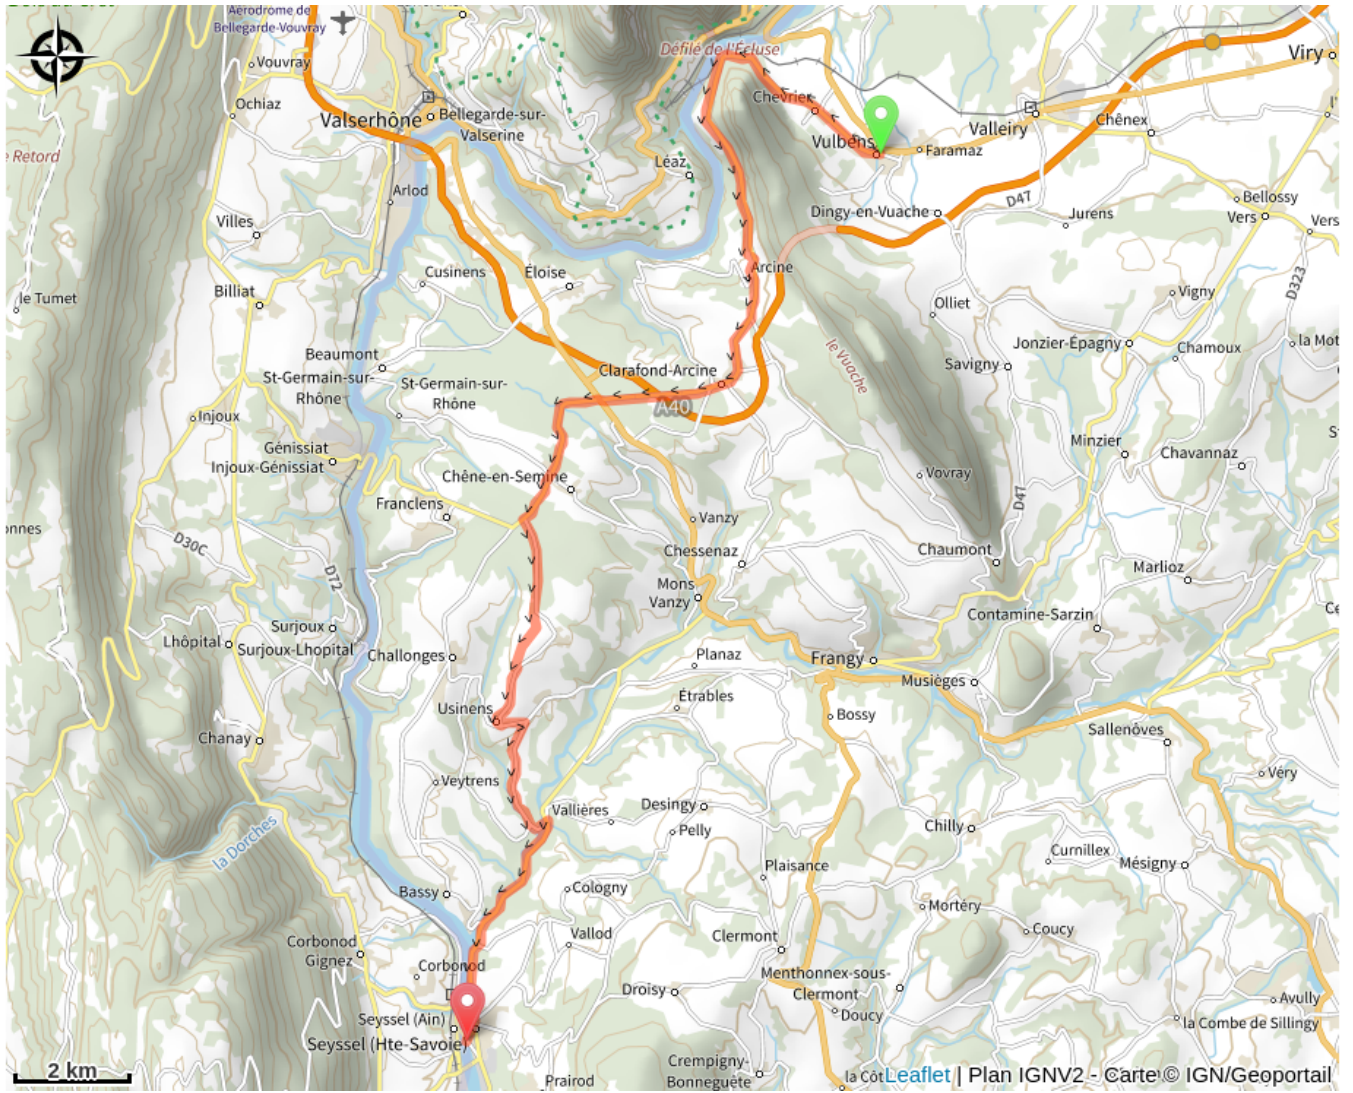 Aérodrome de
Bellegarde-Vouvray
Défilé de l'Écluse
Viry
Vouvray
Ochiaz
Valserhône
Bellegarde-sur-
Valserine
Chevrier
Vulbens
Valleiry
Chênex
Faramaz
e Retord
Léaz
Arlod
Villes
Dingy-en-Vuache
D47
Jurens
Bellossy
Vers
Vers
Cusinens
Éloise
Arcine
Billiat
le Tumet
Olliet
Vigny
D323
Beaumont
St-Germain-sur-
Rhône
St-Germain-sur-
Rhône
Clarafond-Arcine
A40
le Vuache
Savigny
Jonzier-Épagny
Chamoux
la Mot
Injoux
Génissiat
Injoux-Génissiat
Chêne-en-Semine
Franclens
Minzier
Chavannaz
Vovray
D47
onnes
D30C
D72
Vanzy
Chessenaz
Mons
Vanzy
Chaumont
Marlioz
Contamine-Sarzin
Lhôpital
Surjoux
Surjoux-Lhopital
Challonges
Planaz
Frangy
Musièges
Étrables
Usinens
Bossy
Chanay
Sallenôves
Veytrens
Véry
Vallières
Desingy
Pelly
Chilly
Curnillex
Mésigny
la Dorches
Plaisance
Bassy
Cologny
Mortéry
Coucy
Vallod
Clermont
Corbonod
Gignez
Corbonod
Menthonnex-sous-
Clermont
Droisy
Doucy
Avully
la Combe de Sillingy
Seyssel (Ain)
Seyssel (Hte-Savoie)
Crempigny-
Bonneguête
Prairod
la Côt
2 km
Leaflet | Plan IGNV2 - Carte © IGN/Geoportail